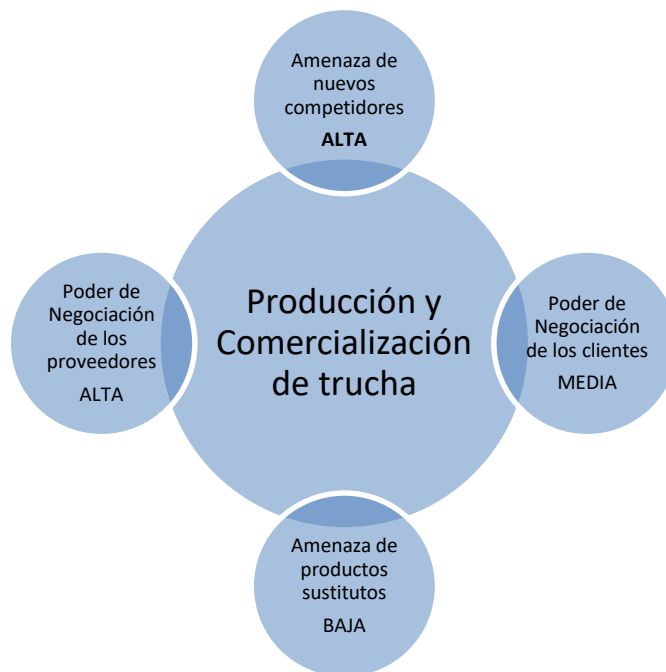 Amenaza de
nuevos
competidores
ALTA
Poder de
Negociación
de los
proveedores
ALTA
Producción y
Comercialización
de trucha
Poder de
Negociación
de los clientes
MEDIA
Amenaza de
productos
sustitutos
BAJA